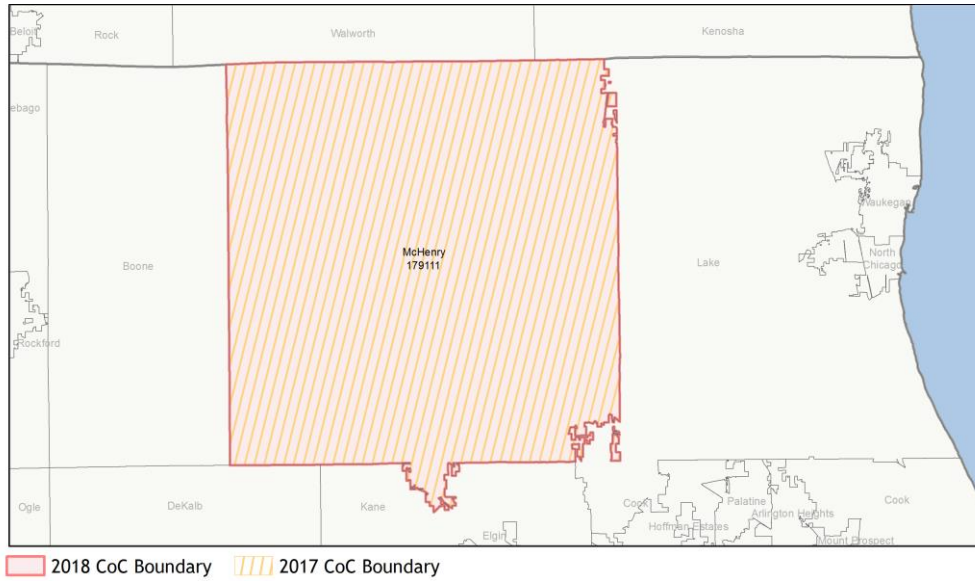 Beloit
Rock
Walworth
Kenosha
ebago
Waukegan
McHenry
179111
Boone
Lake
North
Chicago
Rockford
Ogle
DeKalb
Kane
Elgin
Cook
Hoffman Estates
Palatine
Arlington Heights
Mount Prospect
Cook
2018 CoC Boundary
2017 CoC Boundary